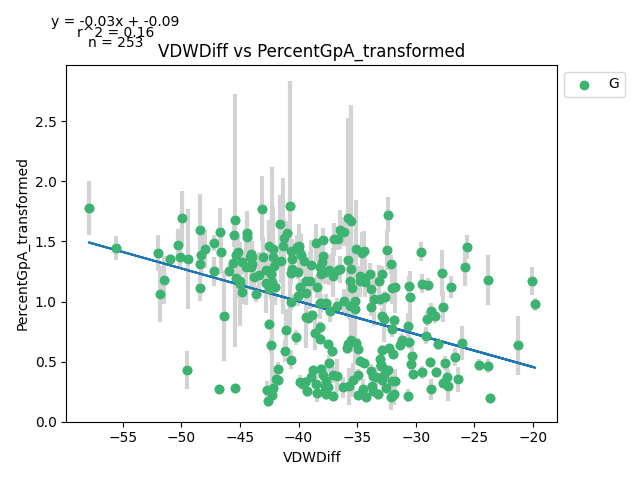 y = -0.03x + -0.09
r^2 = 0.16
n = 253
VDWDiff vs PercentGpA_transformed
G
PercentGpA_transformed
2.5
2.0
1.5
1.0
0.5
0.0
−55
−50
−45
−40
−35
−30
−25
−20
VDWDiff